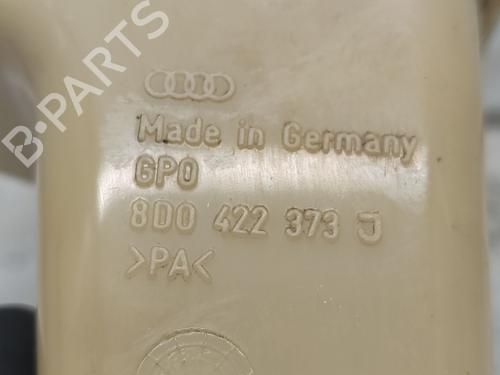 B-PARTS
Made in Germany
GPO
8D0 422 373 J
>PA<